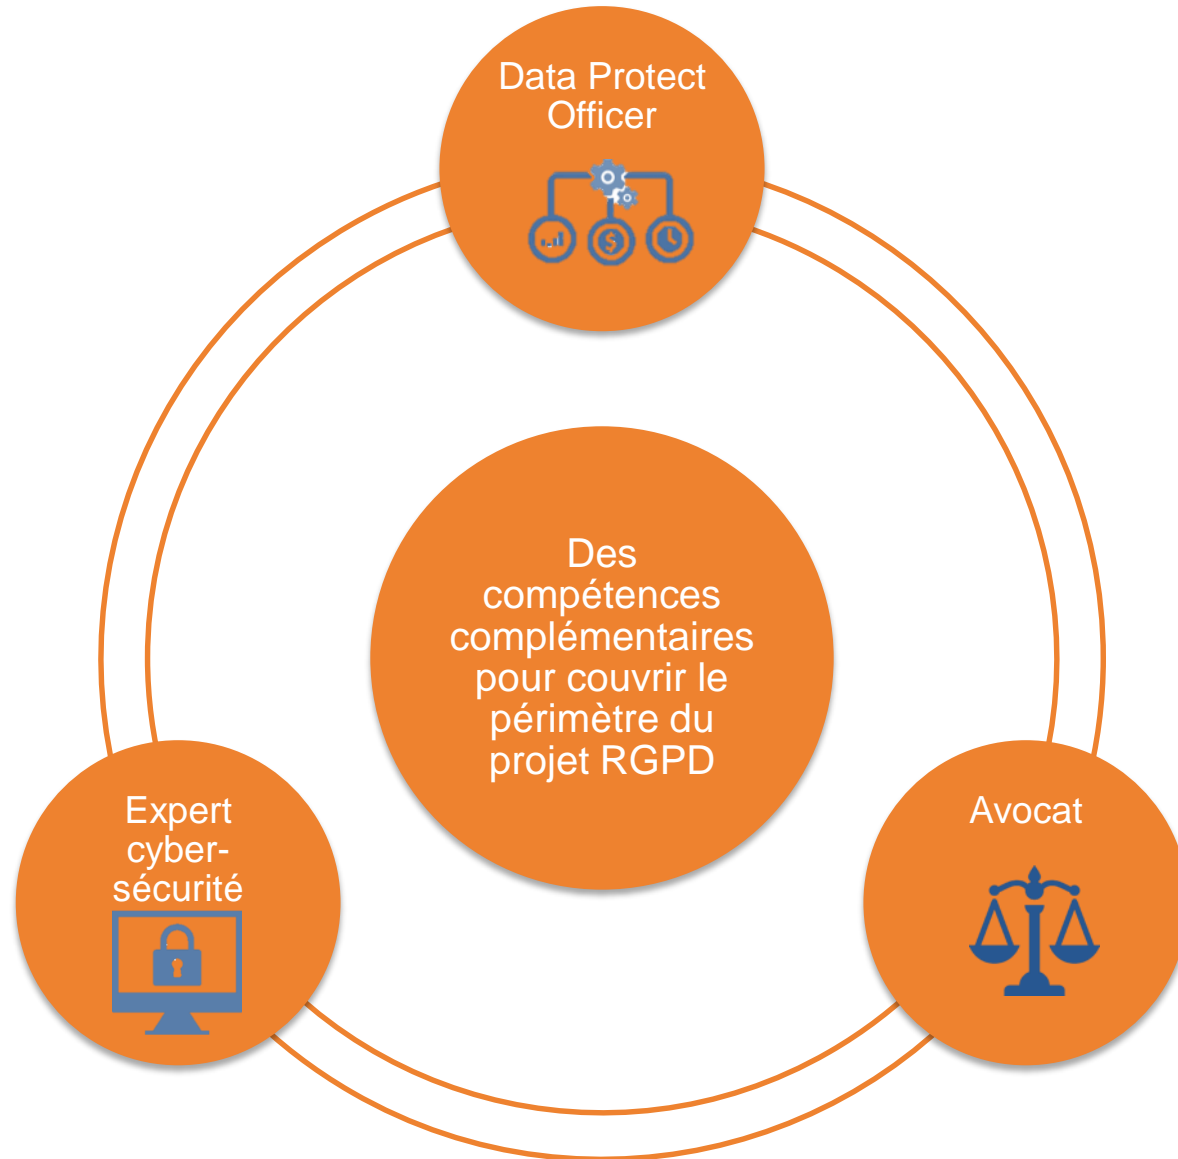 Data Protect
Officer
Des
compétences
complémentaires
pour couvrir le
périmètre du
projet RGPD
Expert
cyber-
sécurité
Avocat